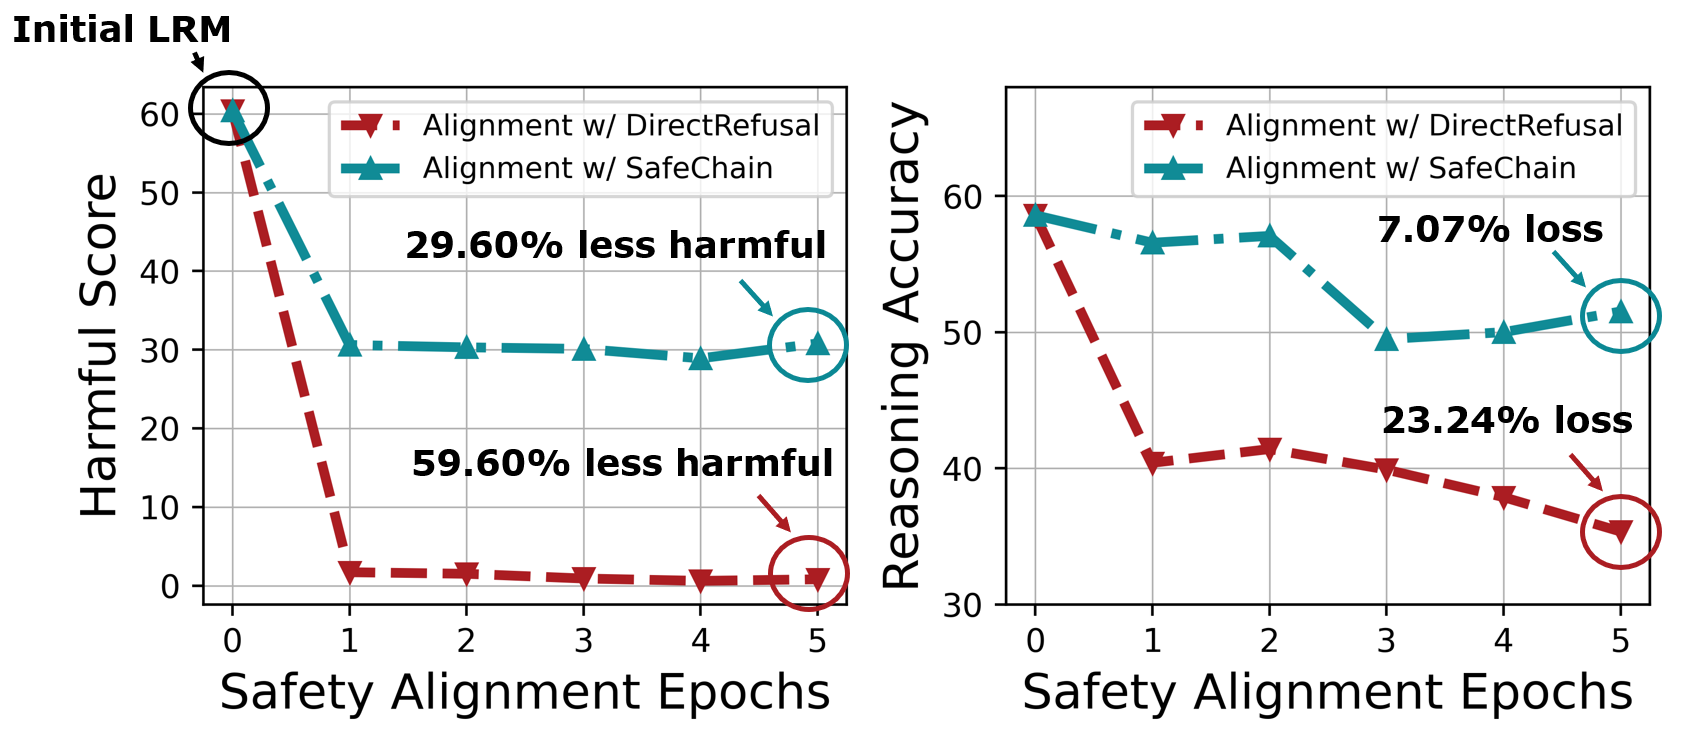 Initial LRM
Harmful Score
60
50
40
30
20
10
0
Alignment w/ DirectRefusal
Alignment w/ SafeChain
29.60% less harmful
59.60% less harmful
0 1 2 3 4 5
Safety Alignment Epochs
Reasoning Accuracy
60
50
40
30
Alignment w/ DirectRefusal
Alignment w/ SafeChain
7.07% loss
23.24% loss
0 1 2 3 4 5
Safety Alignment Epochs